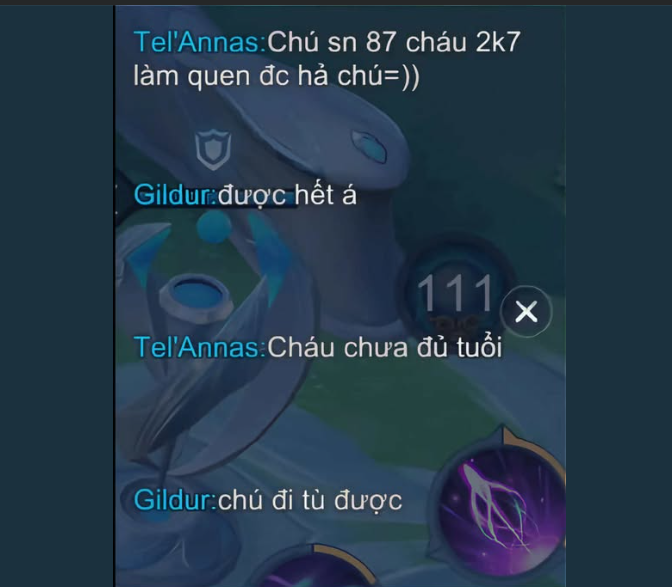 Tel'Annas:Chú sn 87 cháu 2k7
làm quen đc hả chú=))
Gildur:được hết á
111
Tel'Annas:Cháu chưa đủ tuổi
Gildur:chú đi tù được